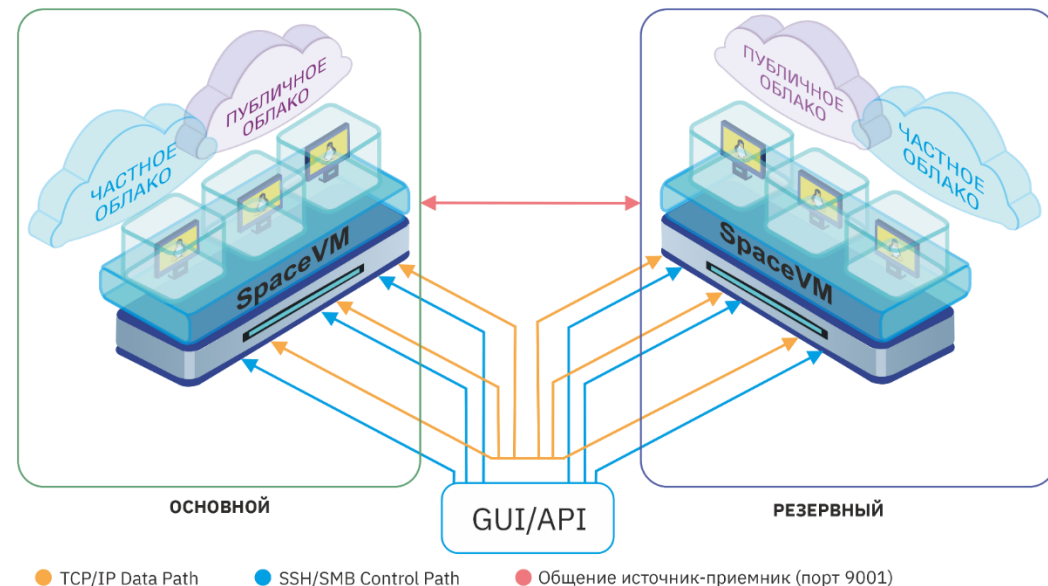 ПУБЛИЧНОЕ
ОБЛАКО
ЧАСТНОЕ
ОБЛАКО
SpaceVM
ПУБЛИЧНОЕ
ОБЛАКО
ЧАСТНОЕ
ОБЛАКО
SpaceVM
ОСНОВНОЙ
РЕЗЕРВНЫЙ
GUI/API
TCP/IP Data Path
SSH/SMB Control Path
Общение источник-приемник (порт 9001)